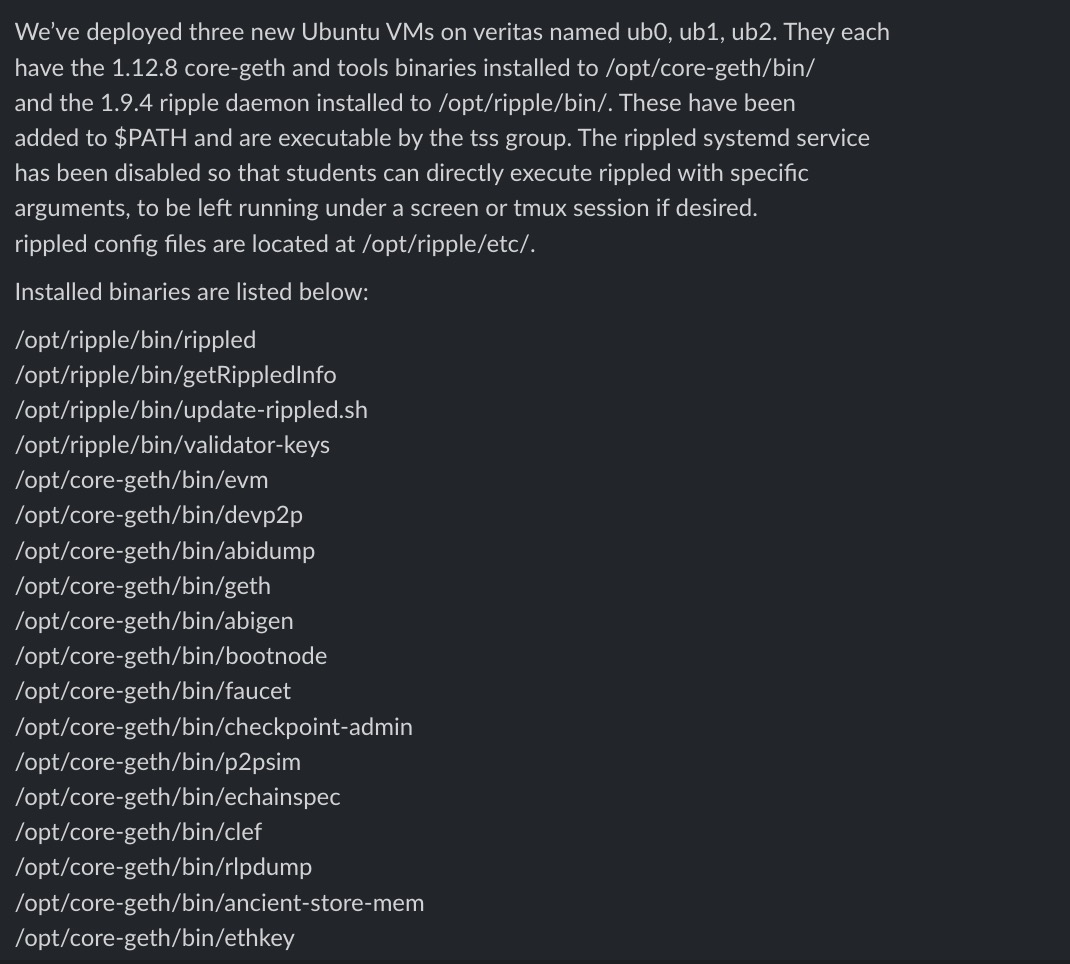 We’ve deployed three new Ubuntu VMs on veritas named ub0, ub1, ub2. They each
have the 1.12.8 core-geth and tools binaries installed to /opt/core-geth/bin/
and the 1.9.4 ripple daemon installed to /opt/ripple/bin/. These have been
added to $PATH and are executable by the tss group. The rippled systemd service
has been disabled so that students can directly execute rippled with specific
arguments, to be left running under a screen or tmux session if desired.
rippled config files are located at /opt/ripple/etc/.
Installed binaries are listed below:
/opt/ripple/bin/rippled
/opt/ripple/bin/getRippledInfo
/opt/ripple/bin/update-rippled.sh
/opt/ripple/bin/validator-keys
/opt/core-geth/bin/evm
/opt/core-geth/bin/devp2p
/opt/core-geth/bin/abidump
/opt/core-geth/bin/geth
/opt/core-geth/bin/abigen
/opt/core-geth/bin/bootnode
/opt/core-geth/bin/faucet
/opt/core-geth/bin/checkpoint-admin
/opt/core-geth/bin/p2psim
/opt/core-geth/bin/echainspec
/opt/core-geth/bin/clef
/opt/core-geth/bin/rlpdump
/opt/core-geth/bin/ancient-store-mem
/opt/core-geth/bin/ethkey